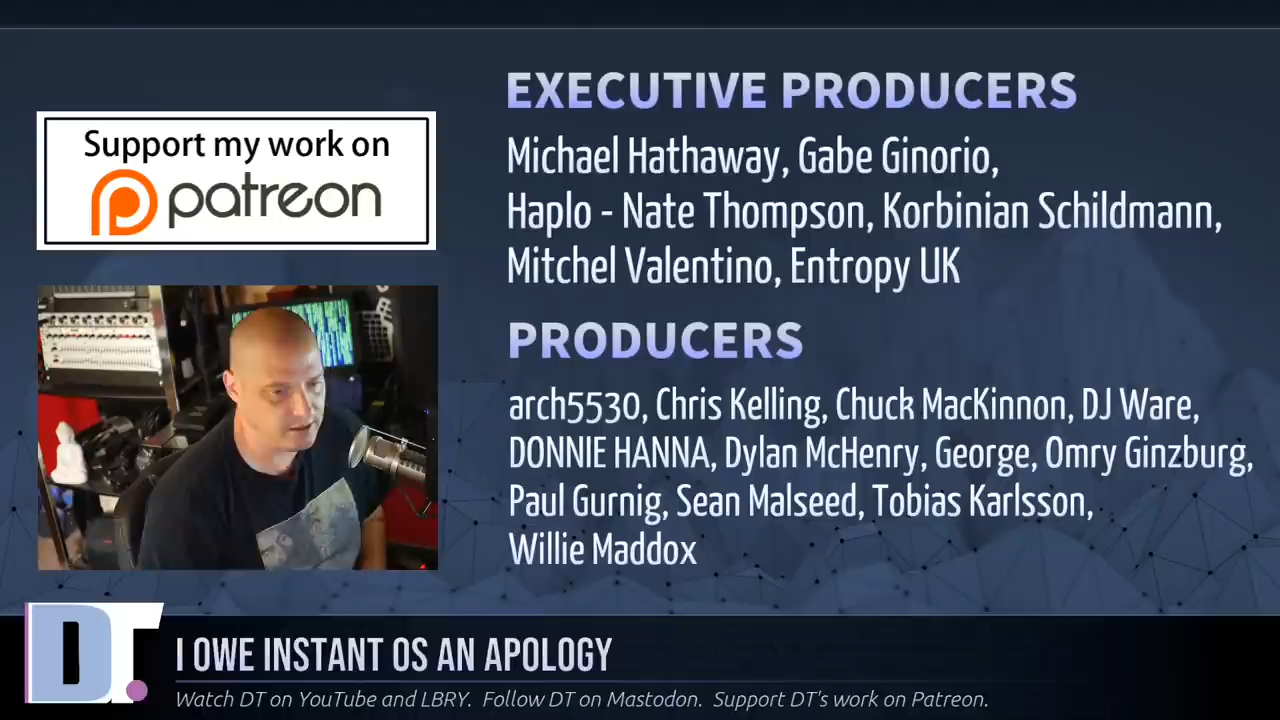 Support my work on
patreon
EXECUTIVE PRODUCERS
Michael Hathaway, Gabe Ginorio,
Haplo - Nate Thompson, Korbinian Schildmann,
Mitchel Valentino, Entropy UK
PRODUCERS
arch5530, Chris Kelling, Chuck MacKinnon, DJ Ware,
DONNIE HANNA, Dylan McHenry, George, Omry Ginzburg,
Paul Gurnig, Sean Malseed, Tobias Karlsson,
Willie Maddox
DT.
I OWE INSTANT OS AN APOLOGY
Watch DT on YouTube and LBRY. Follow DT on Mastodon. Support DT's work on Patreon.